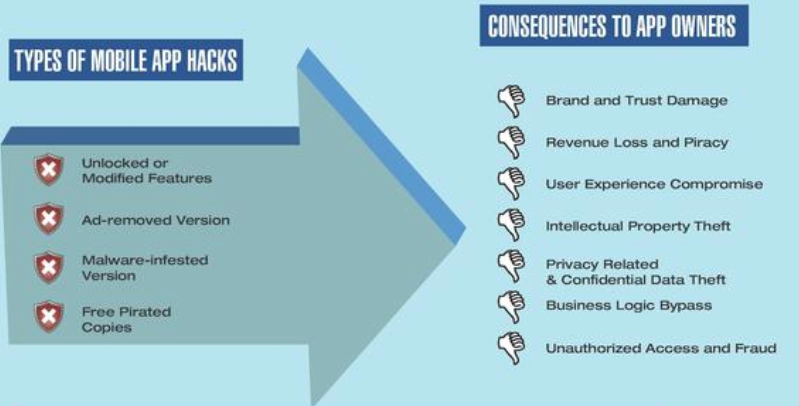 TYPES OF MOBILE APP HACKS
Unlocked or
Modified Features
Ad-removed Version
Malware-infested
Version
Free Pirated
Copies
CONSEQUENCES TO APP OWNERS
Brand and Trust Damage
Revenue Loss and Piracy
User Experience Compromise
Intellectual Property Theft
Privacy Related
& Confidential Data Theft
Business Logic Bypass
Unauthorized Access and Fraud